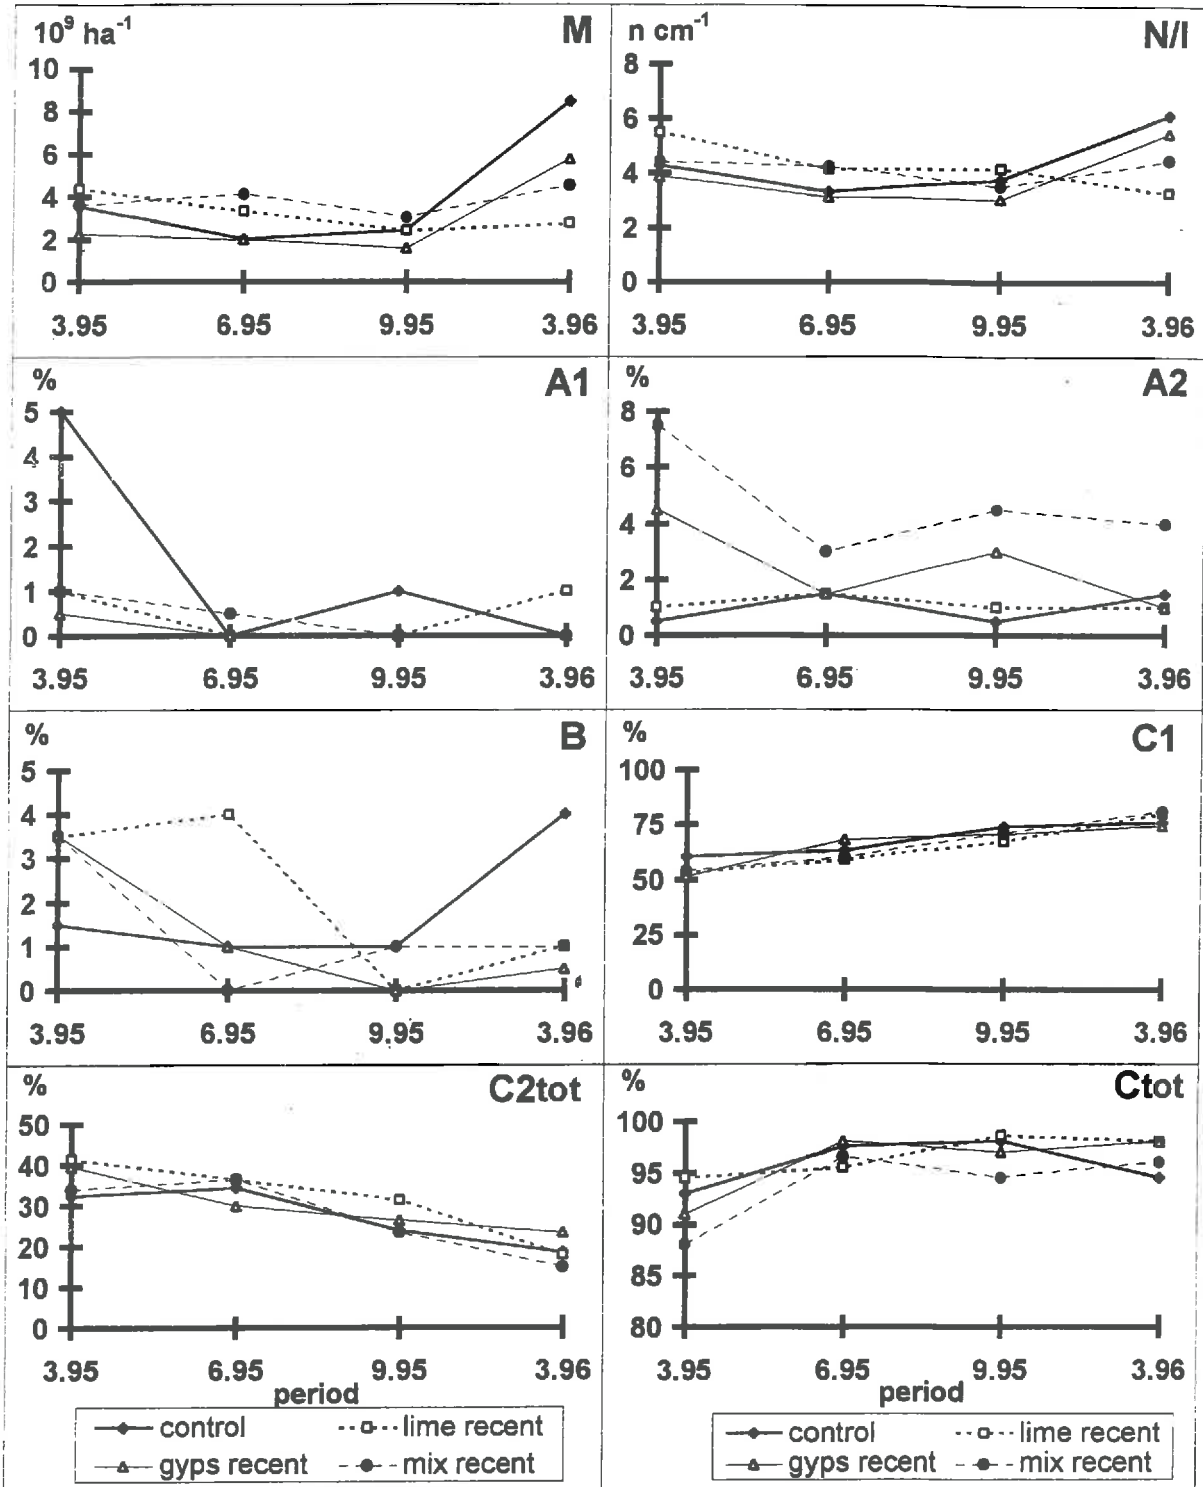 10⁹ ha⁻¹ M
10
8
6
4
2
0
3.95 6.95 9.95 3.96
n cm⁻¹ N/l
8
6
4
2
0
3.95 6.95 9.95 3.96
% A1
5
4
3
2
1
0
3.95 6.95 9.95 3.96
% A2
8
6
4
2
0
3.95 6.95 9.95 3.96
% B
5
4
3
2
1
0
3.95 6.95 9.95 3.96
% C1
100
75
50
25
0
3.95 6.95 9.95 3.96
% C2tot
50
40
30
20
10
0
3.95 6.95 9.95 3.96
period
control lime recent
gyps recent mix recent
% Ctot
100
95
90
85
80
3.95 6.95 9.95 3.96
period
control lime recent
gyps recent mix recent